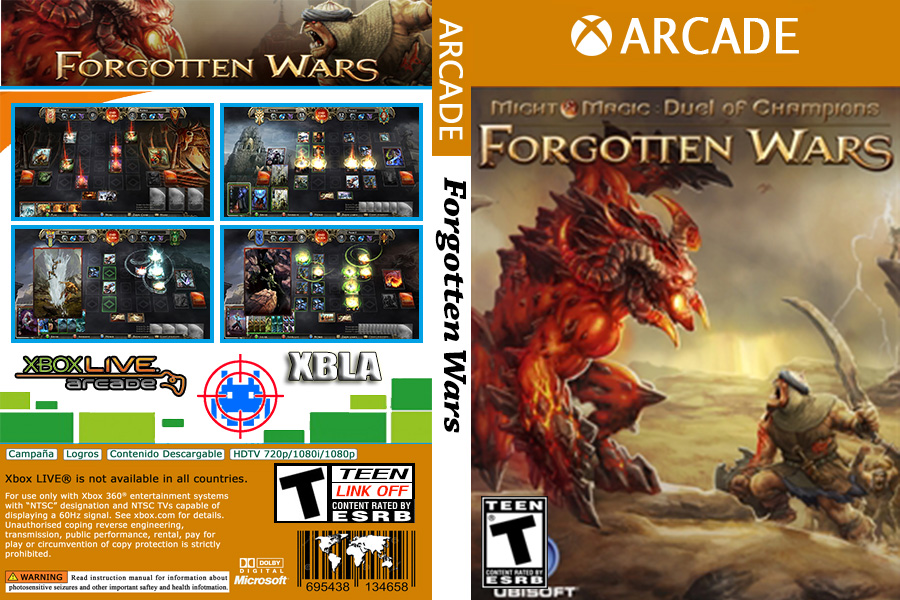 FORGOTTEN WARS
XBOX LIVE.
arcade
XBLA
Campaña
Logros
Contenido Descargable
HDTV 720p/1080i/1080p
Xbox LIVE® is not available in all countries.
For use only with Xbox 360® entertainment systems
with "NTSC" designation and NTSC TVs capable of
displaying a 60Hz signal. See xbox.com for details.
Unauthorised coping reverse engineering,
transmission, public performance, rental, pay for
play or circumvention of copy protection is strictly
prohibited.
WARNING Read instruction manual for information about
photosensitive seizures and other important saftey and health infotmation.
T
TEEN
LINK OFF
CONTENT RATED BY
ESRB
DOLBY
DIGITAL
Microsoft
695438 134658
ARCADE
Forgotten Wars
ARCADE
MIGHT & MAGIC : DUEL OF CHAMPIONS
FORGOTTEN WARS
TEEN
T
®
CONTENT RATED BY
ESRB
UBISOFT